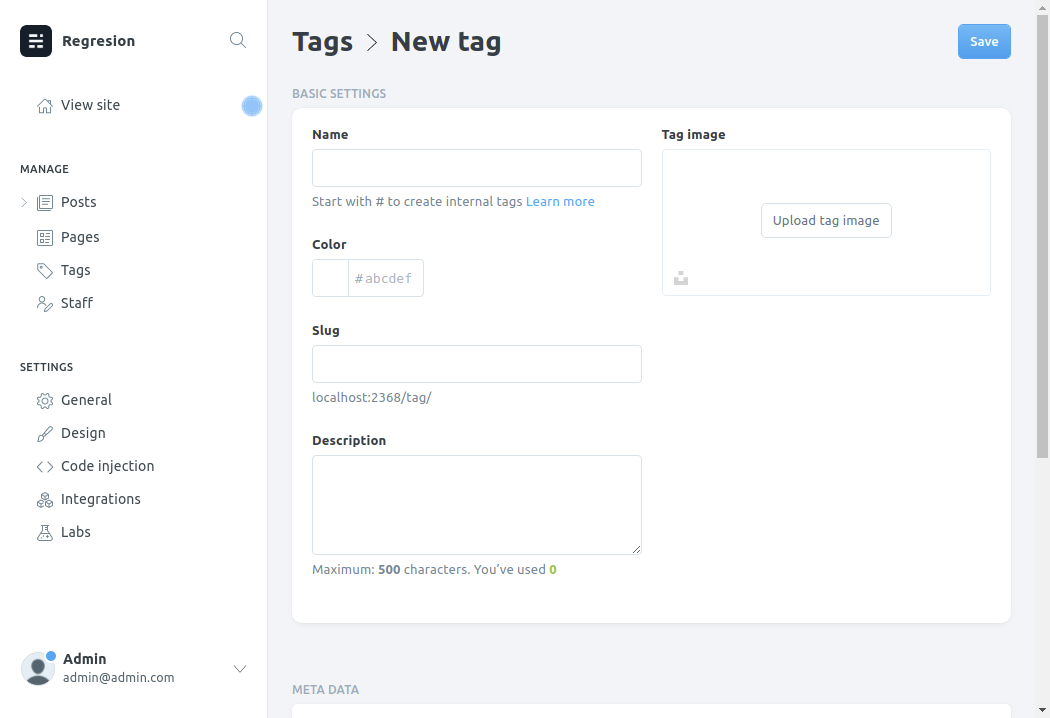 Regresion
View site
MANAGE
Posts
Pages
Tags
Staff
SETTINGS
General
Design
Code injection
Integrations
Labs
Admin
admin@admin.com
Tags > New tag
Save
BASIC SETTINGS
Name
Start with # to create internal tags Learn more
Color
#abcdef
Slug
localhost:2368/tag/
Description
Maximum: 500 characters. You’ve used 0
Tag image
Upload tag image
META DATA